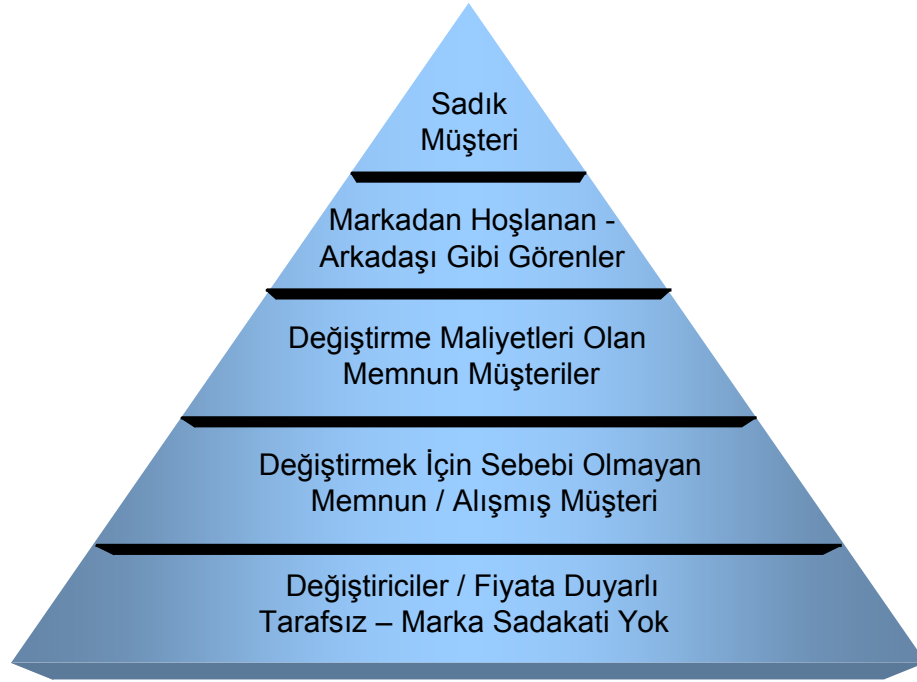 Sadık
Müşteri
Markadan Hoşlanan -
Arkadaşı Gibi Görenler
Değiştirme Maliyetleri Olan
Memnun Müşteriler
Değiştirmek İçin Sebebi Olmayan
Memnun / Alışmış Müşteri
Değiştiriciler / Fiyata Duyarlı
Tarafsız – Marka Sadakati Yok